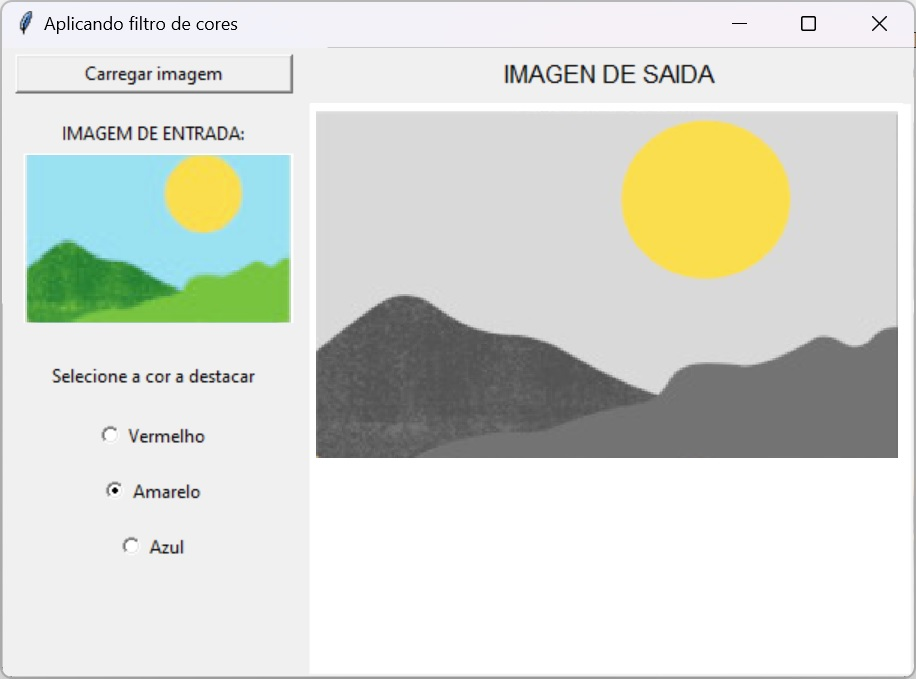 Aplicando filtro de cores
Carregar imagem
IMAGEN DE SAIDA
IMAGEM DE ENTRADA:
Selecione a cor a destacar
Vermelho
Amarelo
Azul